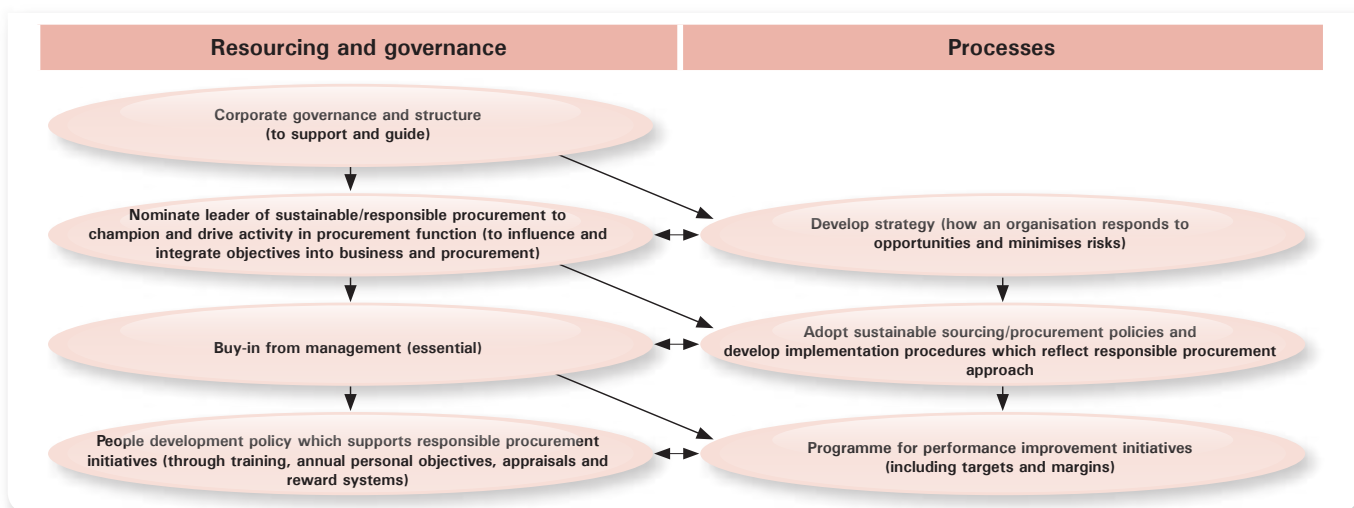 Resourcing and governance
Processes
Corporate governance and structure
(to support and guide)
Nominate leader of sustainable/responsible procurement to
champion and drive activity in procurement function (to influence and
integrate objectives into business and procurement)
Develop strategy (how an organisation responds to
opportunities and minimises risks)
Buy-in from management (essential)
Adopt sustainable sourcing/procurement policies and
develop implementation procedures which reflect responsible procurement
approach
People development policy which supports responsible procurement
initiatives (through training, annual personal objectives, appraisals and
reward systems)
Programme for performance improvement initiatives
(including targets and margins)